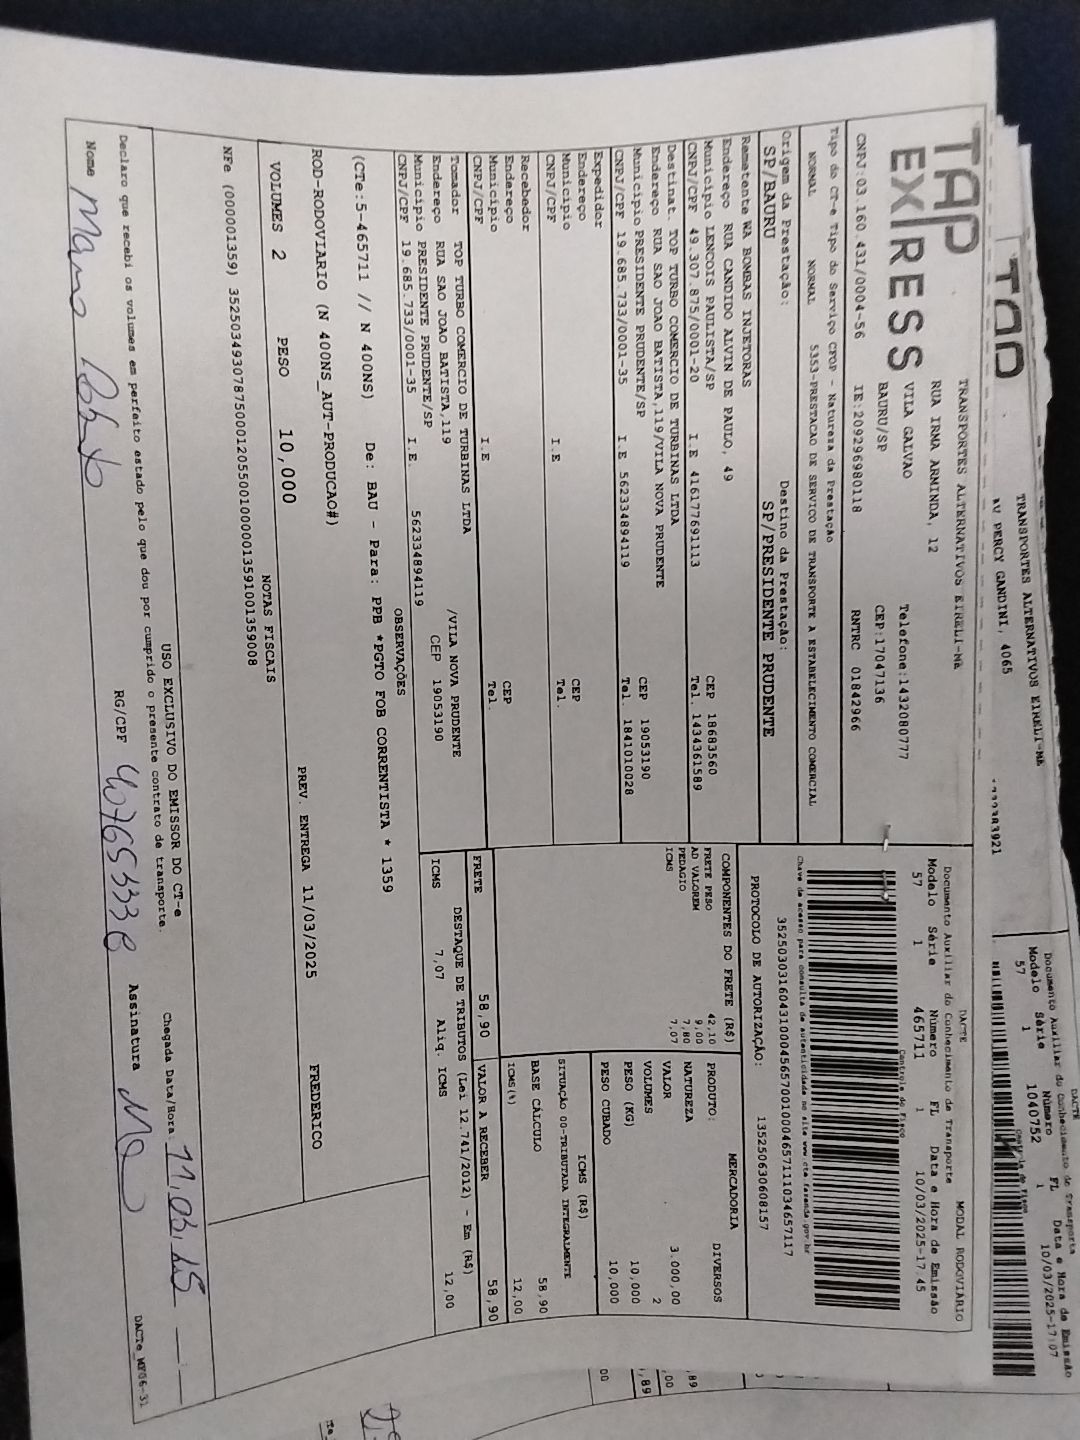 TRANSPORTES ALTERNATIVOS EIRELI-ME
AV PERCY GANDINI, 4065
DACTE
Documento Auxiliar do Conhecimento de Transporte
Modelo Série Número FL Data e Hora de Emissão
57 1 1040752 1 10/03/2025-17:07
Controle do Fisco
TAP EXPRESS
TRANSPORTES ALTERNATIVOS EIRELI-ME
RUA IRMA ARMINDA, 12
VILA GALVAO
BAURU/SP
Telefone:1432080777
CEP:17047136
CNPJ:03.160.431/0004-56 IE:209296980118 RNTRC 01842966
DACTE MODAL RODOVIÁRIO
Documento Auxiliar do Conhecimento de Transporte
Modelo Série Número FL Data e Hora de Emissão
57 1 465711 1 10/03/2025-17.45
Controle do Fisco
Chave de acesso para consulta de autenticidade no site www.cte.fazenda.gov.br
35250303160431000456570010004657111034657117
PROTOCOLO DE AUTORIZAÇÃO: 135250630608157
Tipo do CT-e Tipo do Serviço CFOP - Natureza da Prestação
NORMAL NORMAL 5353-PRESTACAO DE SERVICO DE TRANSPORTE A ESTABELECIMENTO COMERCIAL
Origem da Prestação: Destino da Prestação:
SP/BAURU SP/PRESIDENTE PRUDENTE
Remetente WA BOMBAS INJETORAS
Endereço RUA CANDIDO ALVIN DE PAULO, 49
Município LENCOIS PAULISTA/SP CEP 18683560
CNPJ/CPF 49.307.875/0001-20 I.E 416177691113 Tel. 1434361589
Destinat. TOP TURBO COMERCIO DE TURBINAS LTDA
Endereço RUA SAO JOAO BATISTA,119/VILA NOVA PRUDENTE
Município PRESIDENTE PRUDENTE/SP CEP 19053190
CNPJ/CPF 19.685.733/0001-35 I.E 562334894119 Tel. 1841010028
Expedidor
Endereço
Município CEP
CNPJ/CPF I.E Tel.
Recebedor
Endereço
Município CEP
CNPJ/CPF I.E Tel.
Tomador TOP TURBO COMERCIO DE TURBINAS LTDA
Endereço RUA SAO JOAO BATISTA,119 /VILA NOVA PRUDENTE
Município PRESIDENTE PRUDENTE/SP CEP 19053190
CNPJ/CPF 19.685.733/0001-35 I.E. 562334894119
COMPONENTES DO FRETE (R$)
FRETE PESO 42,10
AD VALOREM 9,00
PEDAGIO 7,80
ICMS 7,07
MERCADORIA
PRODUTO: DIVERSOS
NATUREZA
VALOR 3.000,00
VOLUMES 2
PESO (KG) 10,000
PESO CUBADO 10,000
ICMS (R$)
SITUAÇÃO 00-TRIBUTADA INTEGRALMENTE
BASE CÁLCULO 58,90
ICMS(%) 12,00
FRETE 58,90 VALOR A RECEBER 58,90
DESTAQUE DE TRIBUTOS (Lei 12.741/2012) - Em (R$)
ICMS 7,07 Aliq. ICMS 12,00
OBSERVAÇÕES
(CTe:5-465711 // N 400NS) De: BAU - Para: PPB *PGTO FOB CORRENTISTA * 1359
ROD-RODOVIARIO (N 400NS_AUT-PRODUCAO#)
VOLUMES 2 PESO 10,000 PREV. ENTREGA 11/03/2025 FREDERICO
NOTAS FISCAIS
NFe (000001359) 35250349307875000120550010000013591001359008
USO EXCLUSIVO DO EMISSOR DO CT-e
Declaro que recebi os volumes em perfeito estado pelo que dou por cumprido o presente contrato de transporte.
Chegada Data/Hora 11.03.25
Nome RG/CPF Assinatura
DACTe_MF06-31